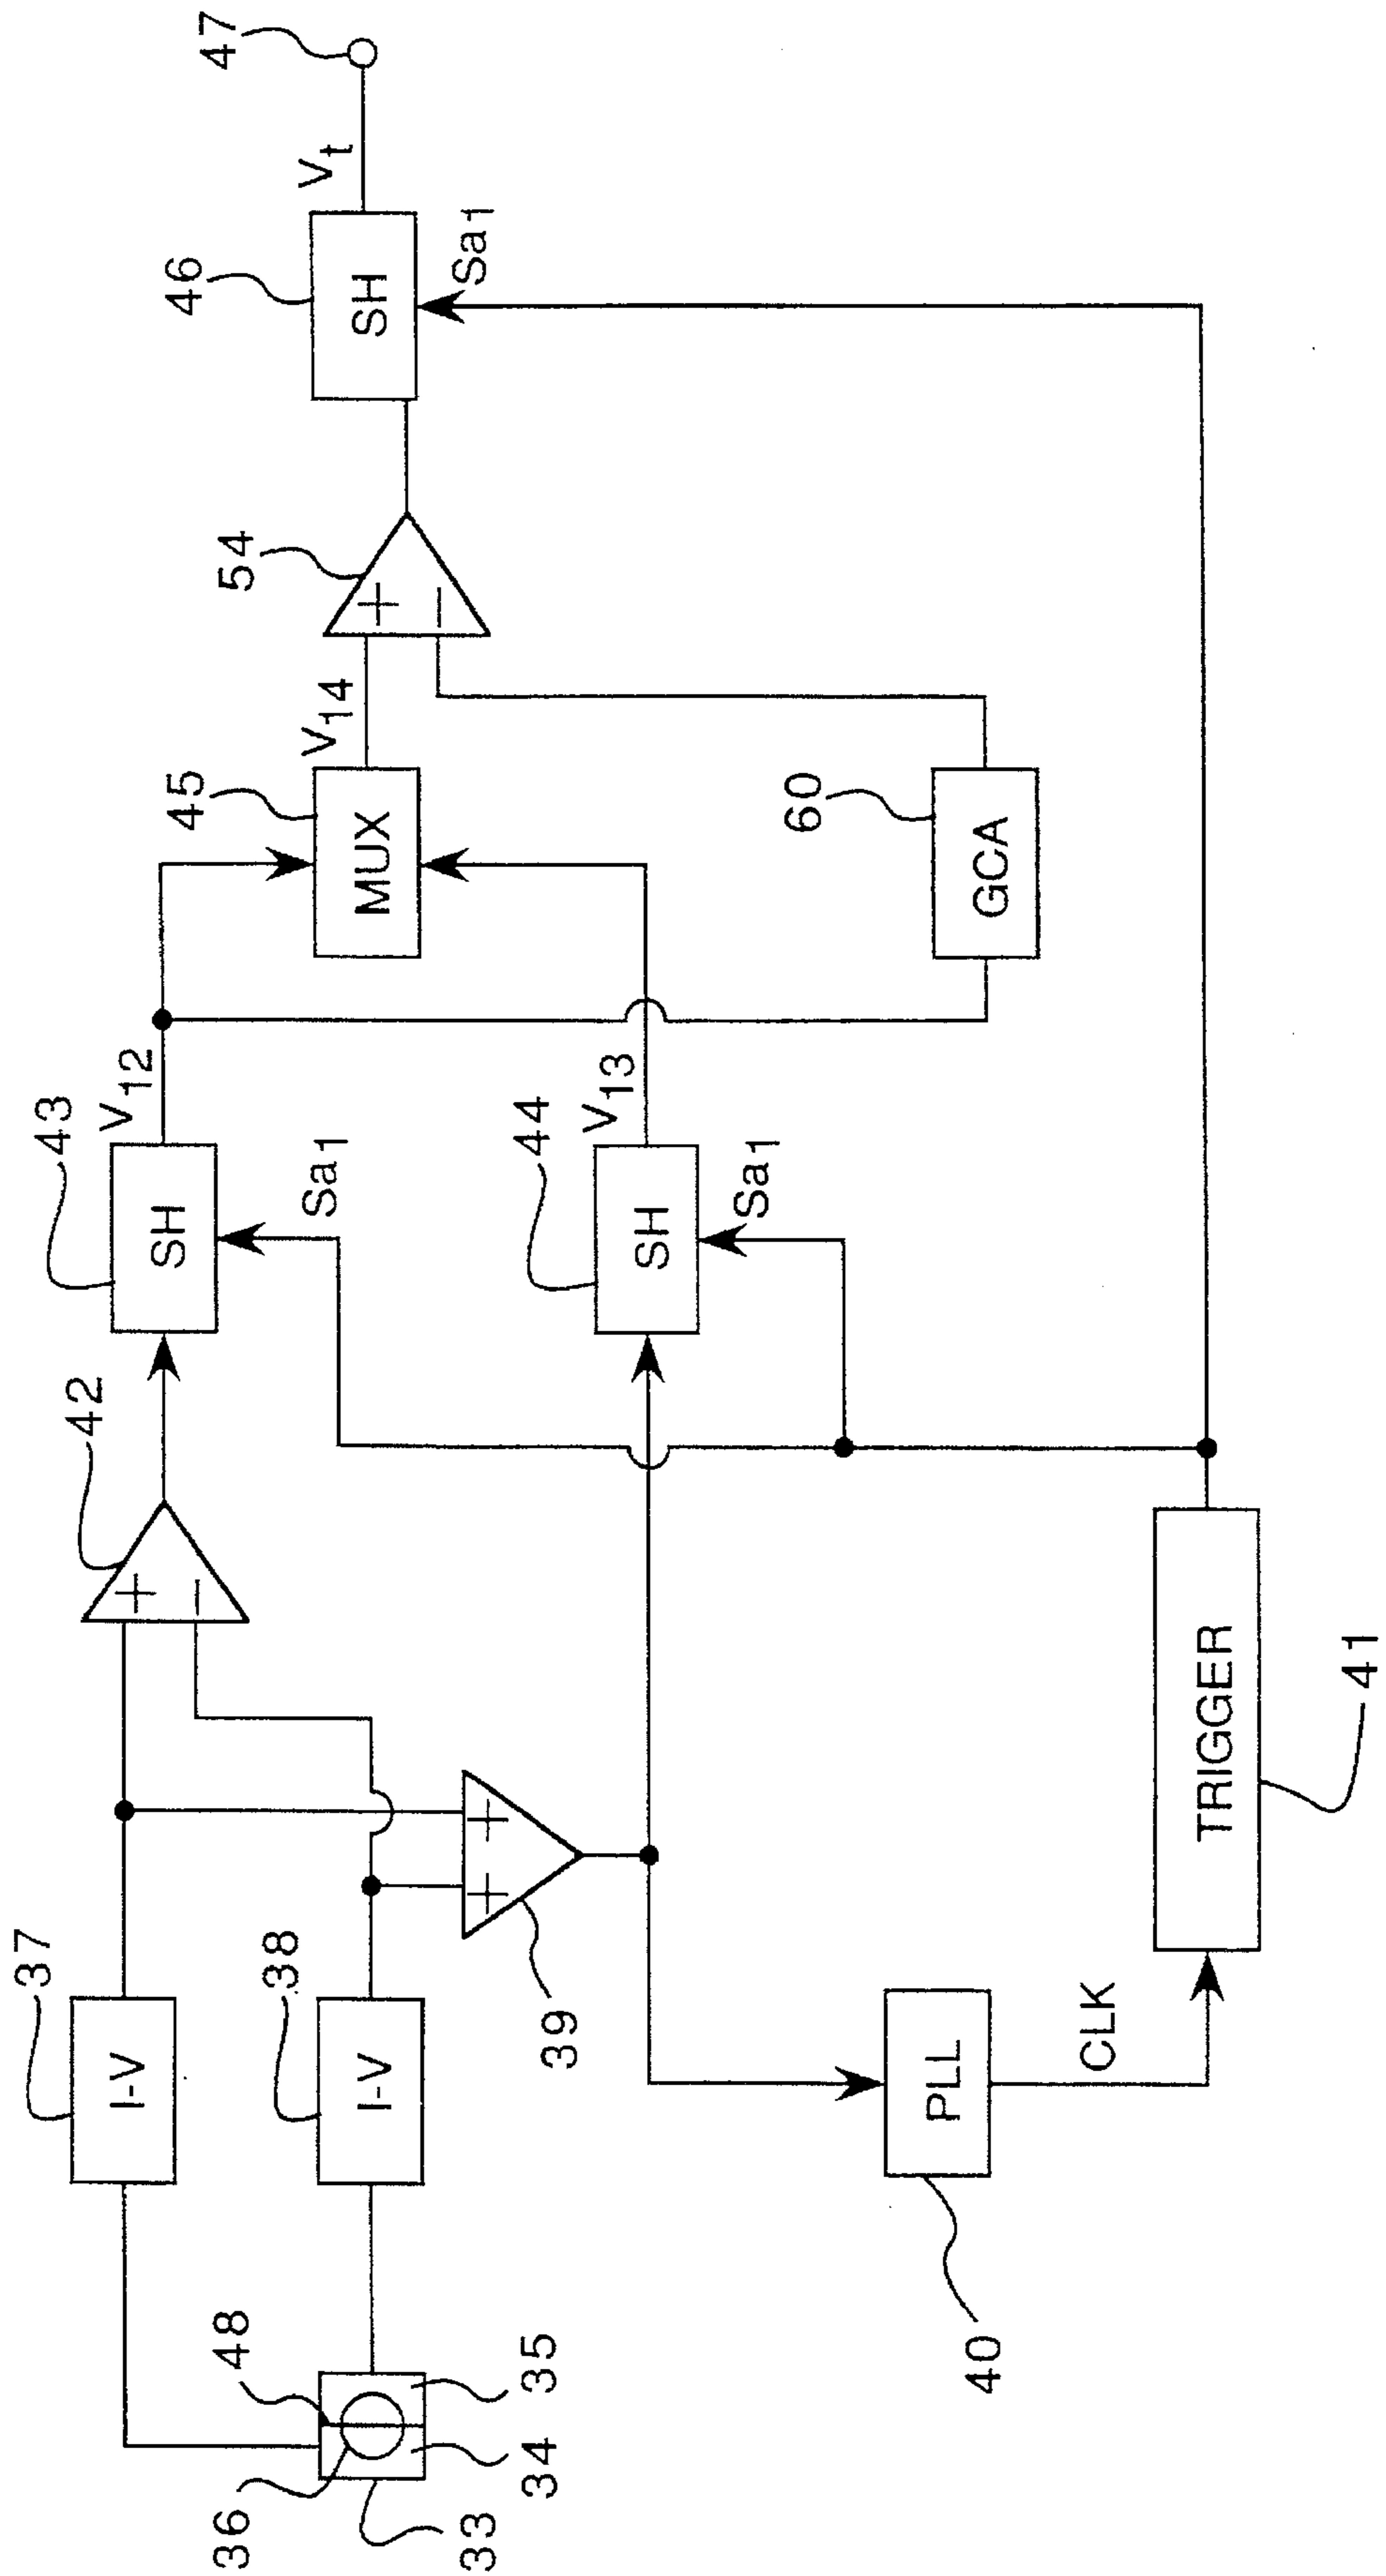 47
Vt
46
SH
Sa1
54
+
−
V14
45
MUX
60
GCA
V12
43
SH
Sa1
V13
44
SH
Sa1
42
+
−
37
I-V
38
I-V
+
+
39
PLL
40
CLK
TRIGGER
41
48
36
35
34
33